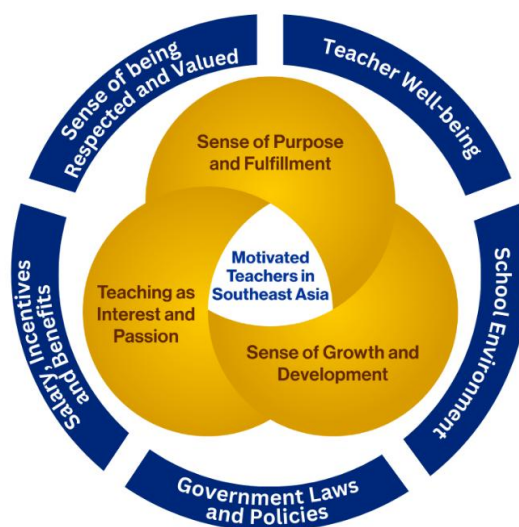 Sense of being
Respected and Valued
Teacher Well-being
Sense of Purpose
and Fulfillment
Motivated
Teachers in
Southeast Asia
Teaching as
Interest and
Passion
Sense of Growth and
Development
Salary, Incentives
and Benefits
School Environment
Government Laws
and Policies